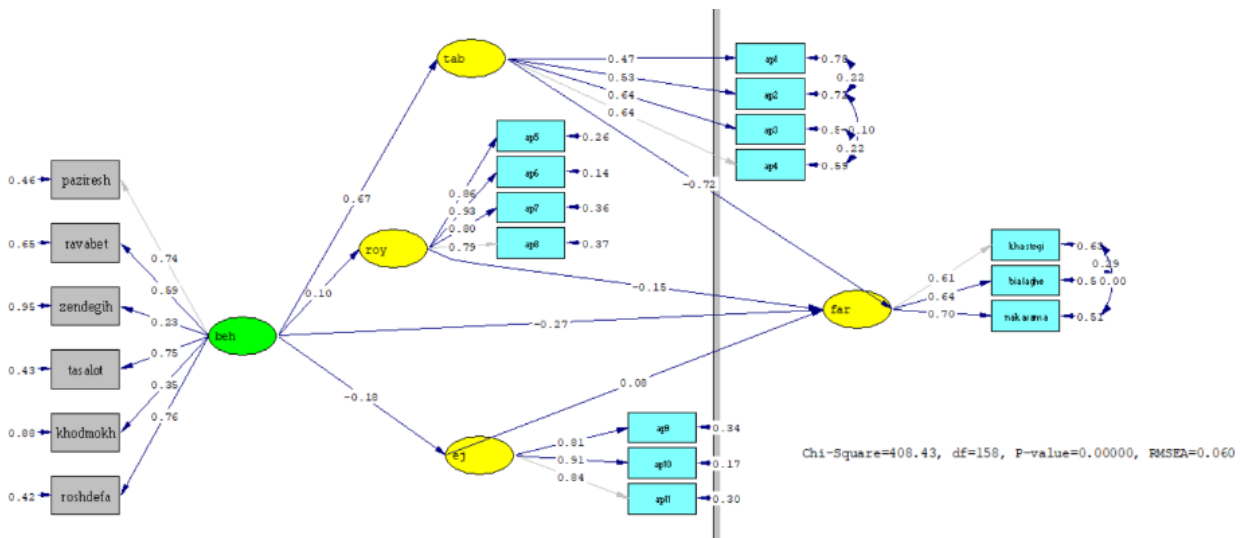 tab
0.47
0.53
0.64
0.64
ap1
ap2
0.72
ap3
ap4
0.59
0.22
0.10
0.22
ap5
0.26
ap6
0.14
ap7
0.36
ap8
0.37
0.86
0.93
0.80
0.79
0.46
paziresh
0.65
ravabet
0.95
zendegih
0.43
tasalot
0.88
khodmokh
0.42
roshdefa
0.74
0.59
0.23
0.75
0.35
0.76
beh
0.67
roy
0.10
-0.72
-0.15
-0.27
-0.18
0.08
far
0.61
0.64
0.70
khastegi
0.63
bialaghe
nakarama
0.51
0.00
ej
0.81
0.91
0.84
ap9
0.34
ap10
0.17
ap11
0.30
Chi-Square=408.43, df=158, P-value=0.00000, RMSEA=0.060